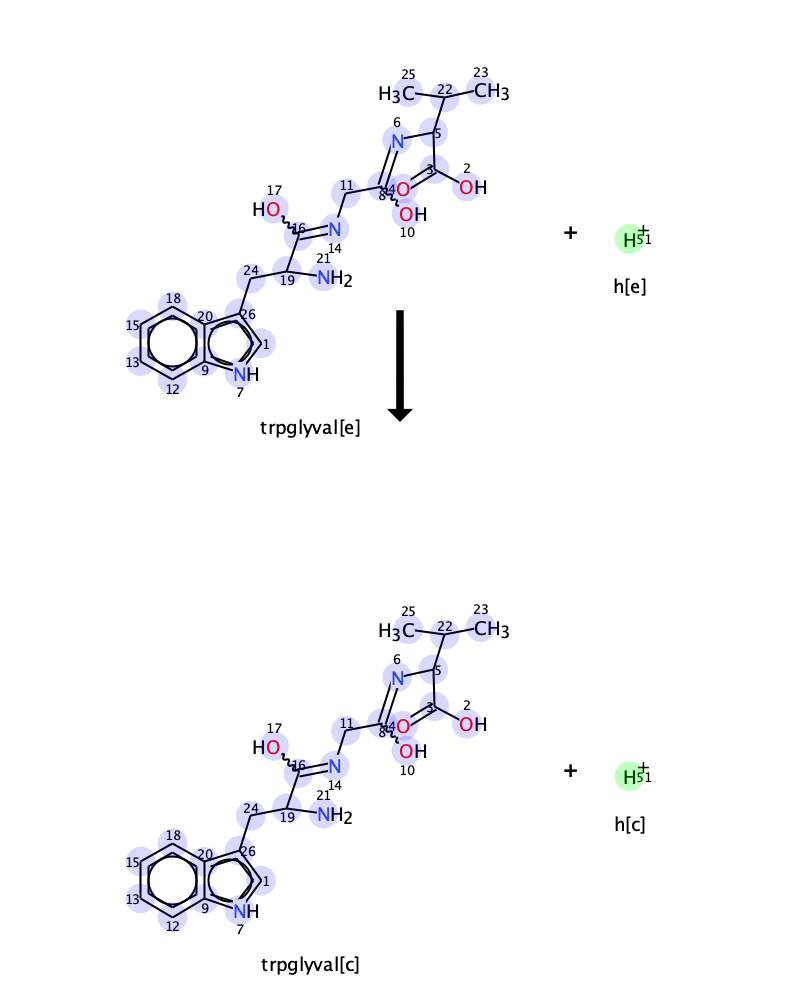 25 23
H₃C 22 CH₃
6
N 5
3 2
11 8 4 O OH
17
HO OH
16 N 10
14
21
24 19 NH₂
18
20 26
15 1
13 9 NH
12 7
+ H + 51
h[e]
trpglyval[e]
25 23
H₃C 22 CH₃
6
N 5
3 2
11 8 4 O OH
17
HO OH
16 N 10
14
21
24 19 NH₂
18
20 26
15 1
13 9 NH
12 7
+ H + 51
h[c]
trpglyval[c]